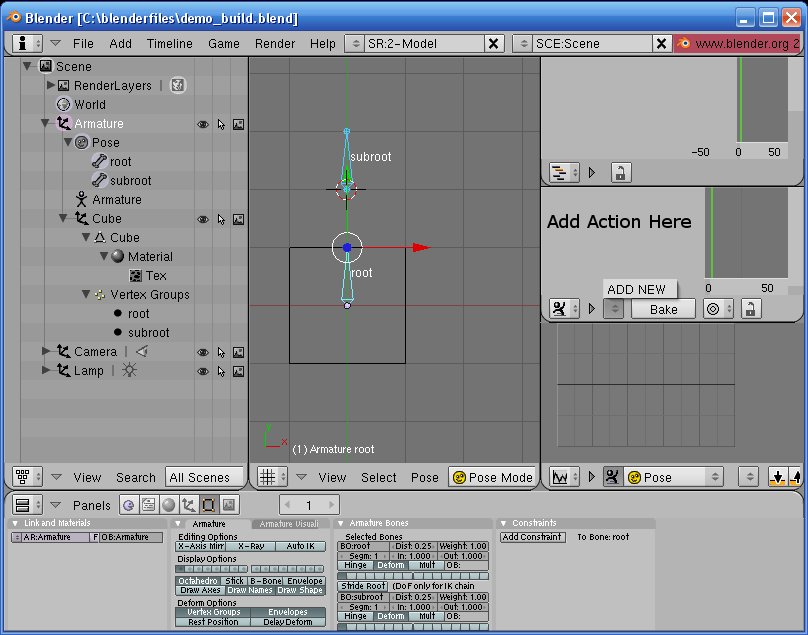 Blender [C:\blenderfiles\demo_build.blend]
File Add Timeline Game Render Help SR:2-Model SCE:Scene www.blender.org 2
Scene
RenderLayers
World
Armature
Pose
root
subroot
Armature
Cube
Cube
Material
Tex
Vertex Groups
root
subroot
Camera
Lamp
View Search All Scenes
subroot
root
Y
X
(1) Armature root
View Select Pose Pose Mode
-50 0 50
Add Action Here
0 50
ADD NEW
Bake
Pose
Panels 1
Link and Materials
AR:Armature F OB:Armature
Armature Armature Visuali
Editing Options
X-Axis Mirr X-Ray Auto IK
Display Options
Octahedro Stick B-Bone Envelope
Draw Axes Draw Names Draw Shape
Deform Options
Vertex Groups Envelopes
Rest Position Delay Deform
Armature Bones
Selected Bones
BO:root Dist: 0.25 Weight: 1.00
Segm: 1 In: 1.000 Out: 1.000
Hinge Deform Mult OB:
Stride Root (DoF only for IK chain
BO:subroot Dist: 0.25 Weight: 1.00
Segm: 1 In: 1.000 Out: 1.000
Hinge Deform Mult OB:
Constraints
Add Constraint To Bone: root